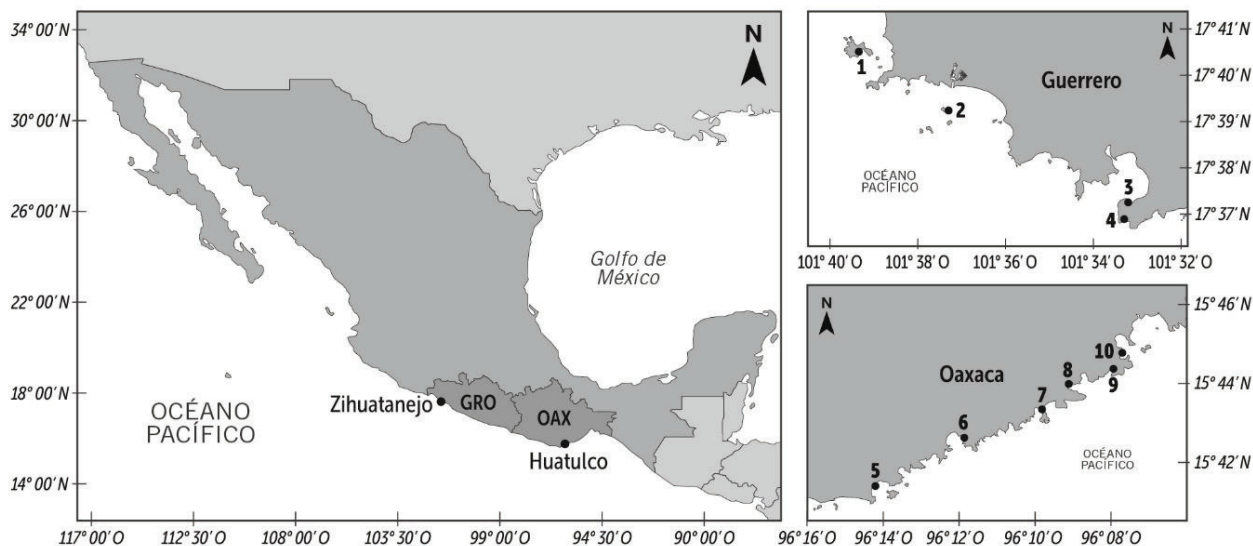 34° 00′ N
30° 00′ N
26° 00′ N
22° 00′ N
18° 00′ N
14° 00′ N
N
Golfo de
México
Zihuatanejo
GRO
OAX
Huatulco
OCÉANO
PACÍFICO
117° 00′ O
112° 30′ O
108° 00′ O
103° 30′ O
99° 00′ O
94° 30′ O
90° 00′ O
N
1
2
3
4
Guerrero
OCÉANO
PACÍFICO
17° 41′ N
17° 40′ N
17° 39′ N
17° 38′ N
17° 37′ N
101° 40′ O
101° 38′ O
101° 36′ O
101° 34′ O
101° 32′ O
N
Oaxaca
10
8
9
7
6
5
OCÉANO
PACÍFICO
15° 46′ N
15° 44′ N
15° 42′ N
96° 16′ O
96° 14′ O
96° 12′ O
96° 10′ O
96° 08′ O